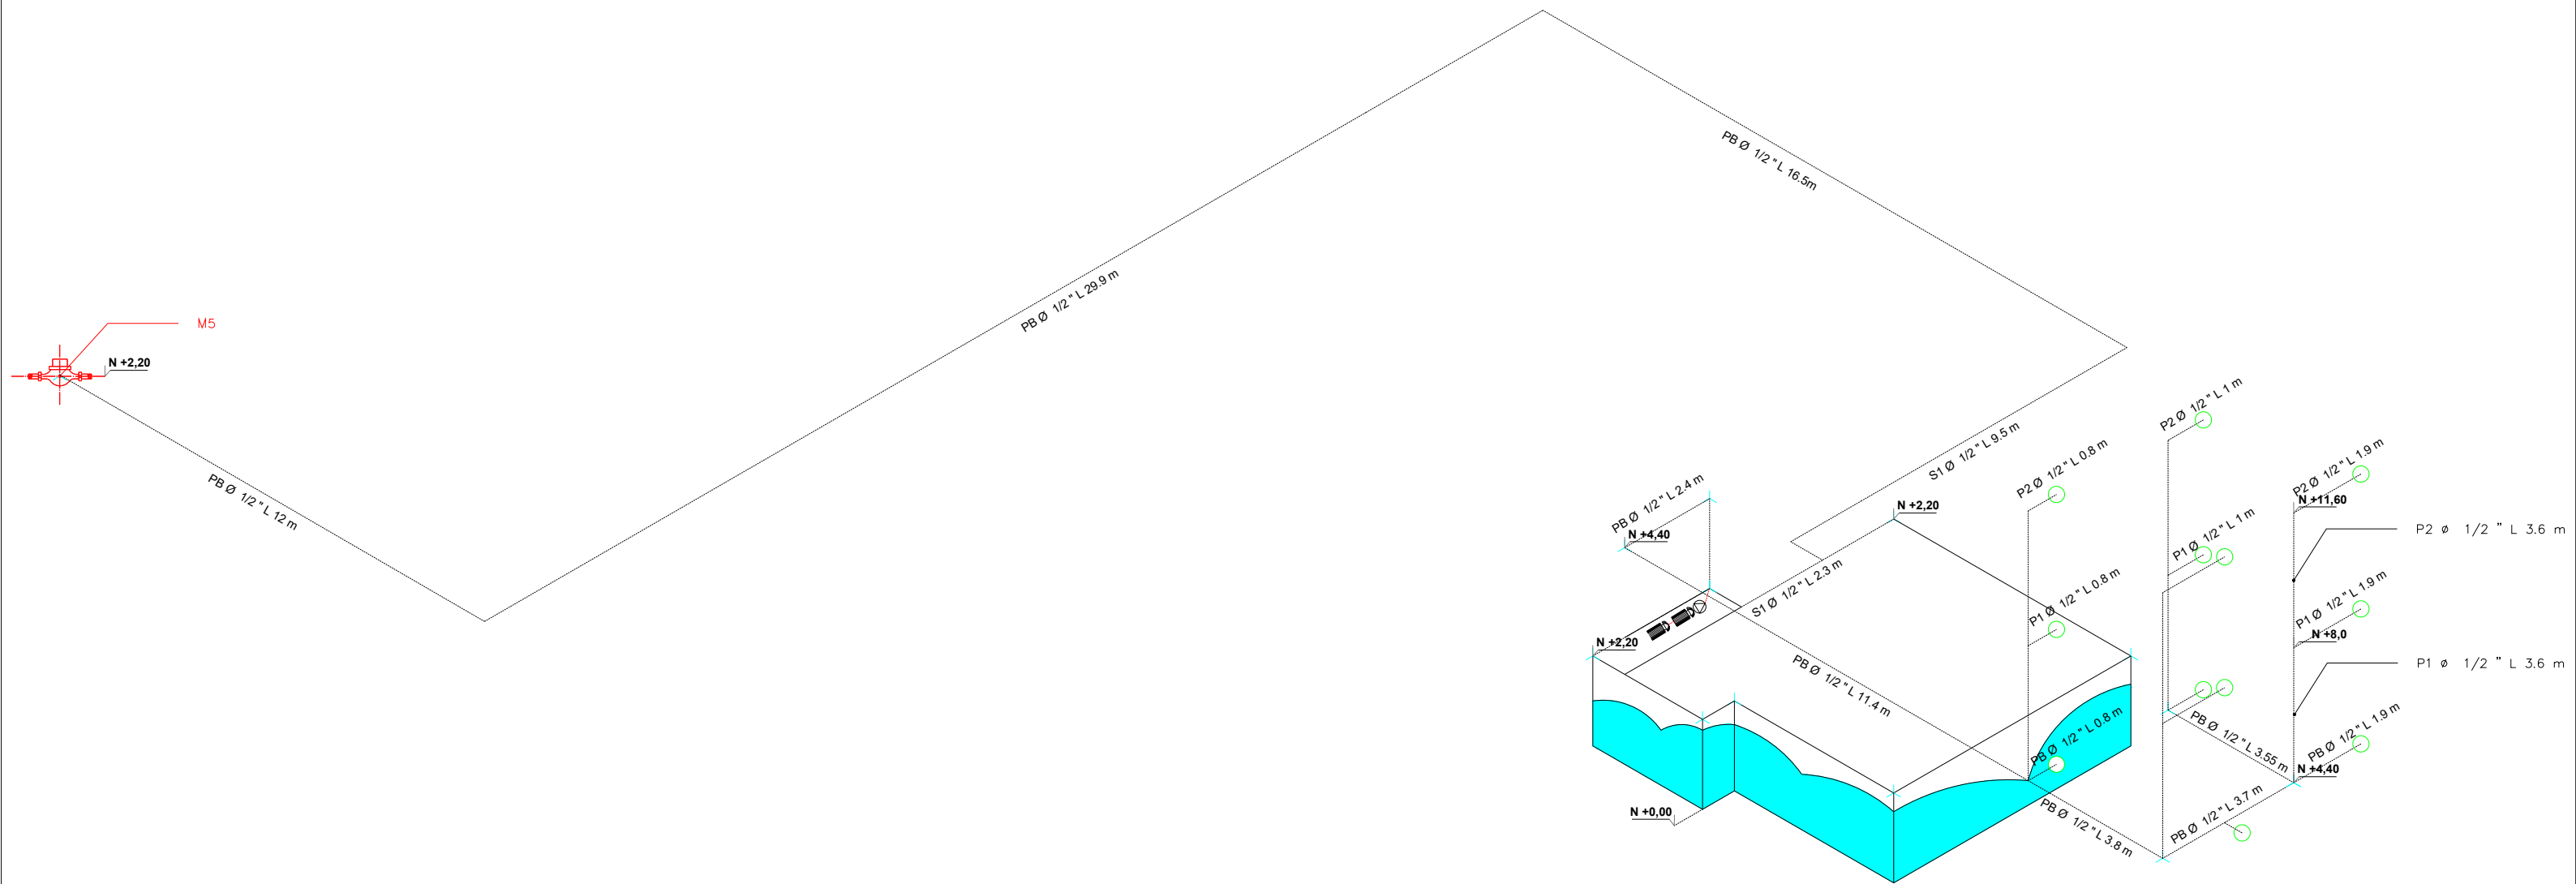 PB Ø 1/2 " L 16.5m
PB Ø 1/2 " L 29.9 m
M5
N +2,20
PB Ø 1/2 " L 12 m
P2 Ø 1/2 " L 1 m
S1 Ø 1/2 " L 9.5 m
P2 Ø 1/2 " L 0.8 m
P2 Ø 1/2 " L 1.9 m
N +11,60
PB Ø 1/2 " L 2.4 m
N +4,40
N +2,20
P2 ø 1/2 " L 3.6 m
P1 Ø 1/2 " L 1 m
S1 Ø 1/2 " L 2.3 m
P1 Ø 1/2 " L 0.8 m
P1 Ø 1/2 " L 1.9 m
N +8,0
N +2,20
P1 ø 1/2 " L 3.6 m
PB Ø 1/2 " L 11.4 m
PB Ø 1/2 " L 0.8 m
PB Ø 1/2 " L 3.55 m
PB Ø 1/2 " L 1.9 m
N +4,40
N +0,00
PB Ø 1/2 " L 3.8 m
PB Ø 1/2 " L 3.7 m